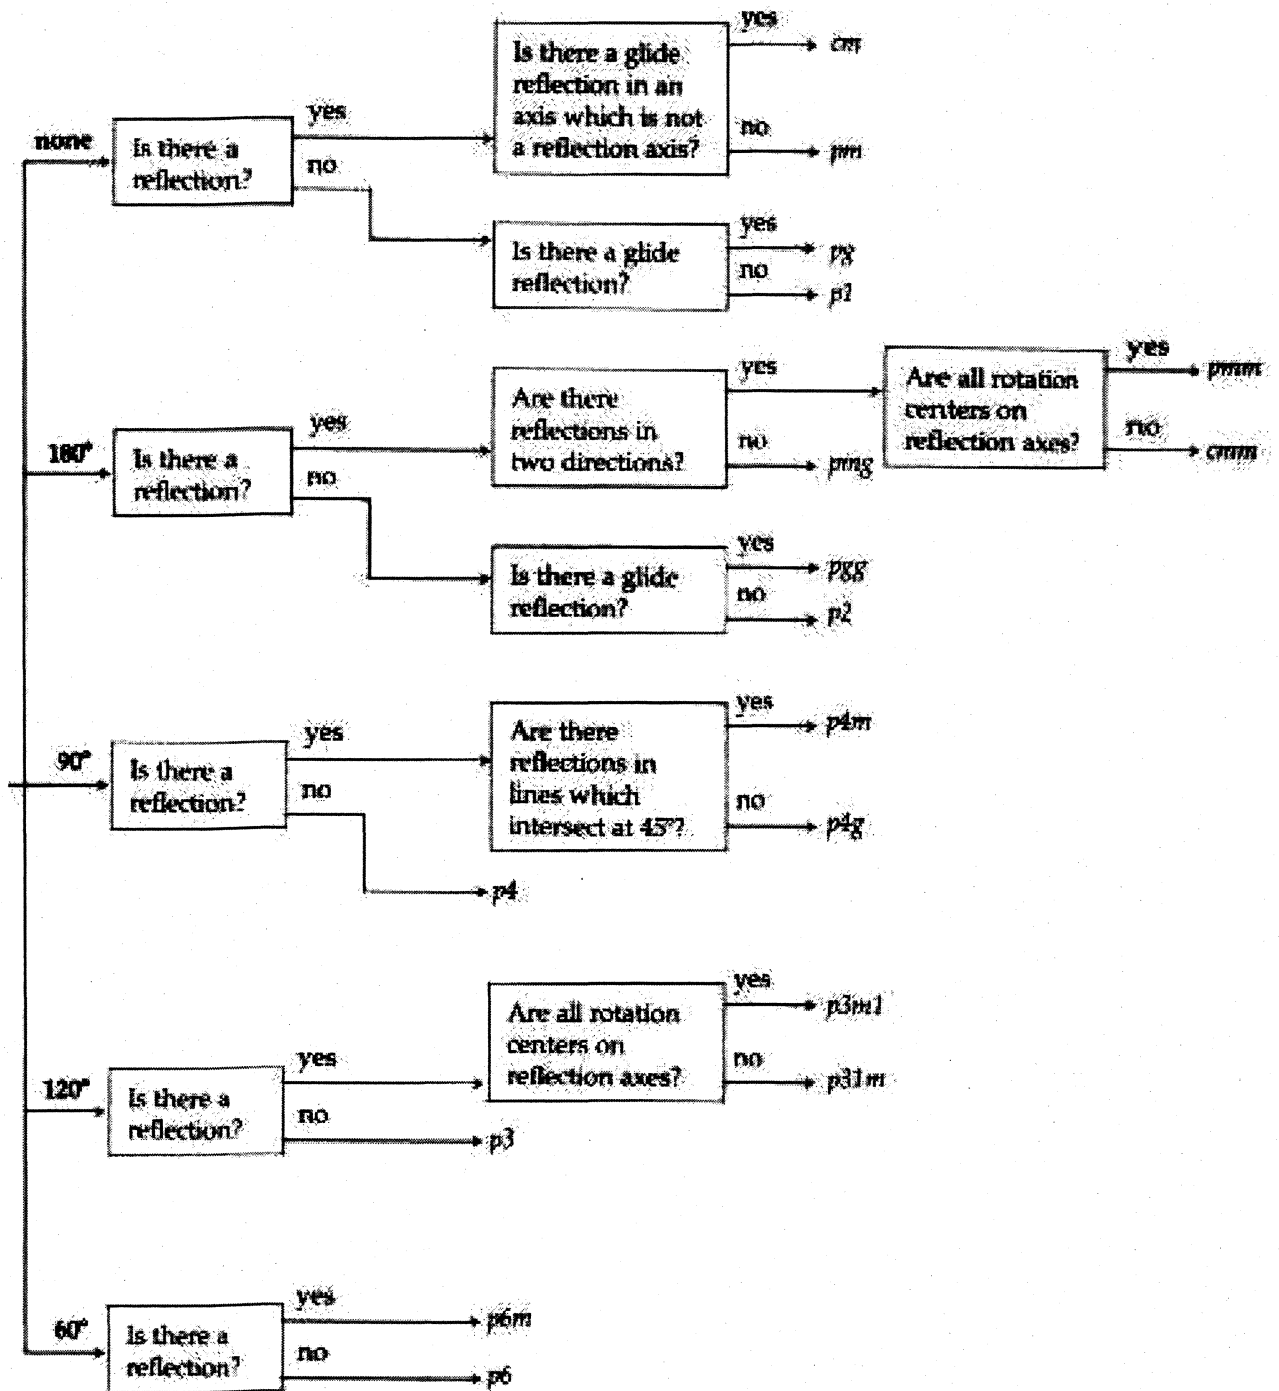 none
Is there a
reflection?
yes
no
Is there a glide
reflection in an
axis which is not
a reflection axis?
yes
cm
no
pm
Is there a glide
reflection?
yes
pg
no
p1
180°
Is there a
reflection?
yes
no
Are there
reflections in
two directions?
yes
no
pmg
Are all rotation
centers on
reflection axes?
yes
pmm
no
cmm
Is there a glide
reflection?
yes
pgg
no
p2
90°
Is there a
reflection?
yes
no
Are there
reflections in
lines which
intersect at 45°?
yes
p4m
no
p4g
p4
120°
Is there a
reflection?
yes
no
Are all rotation
centers on
reflection axes?
yes
p3m1
no
p31m
p3
60°
Is there a
reflection?
yes
p6m
no
p6